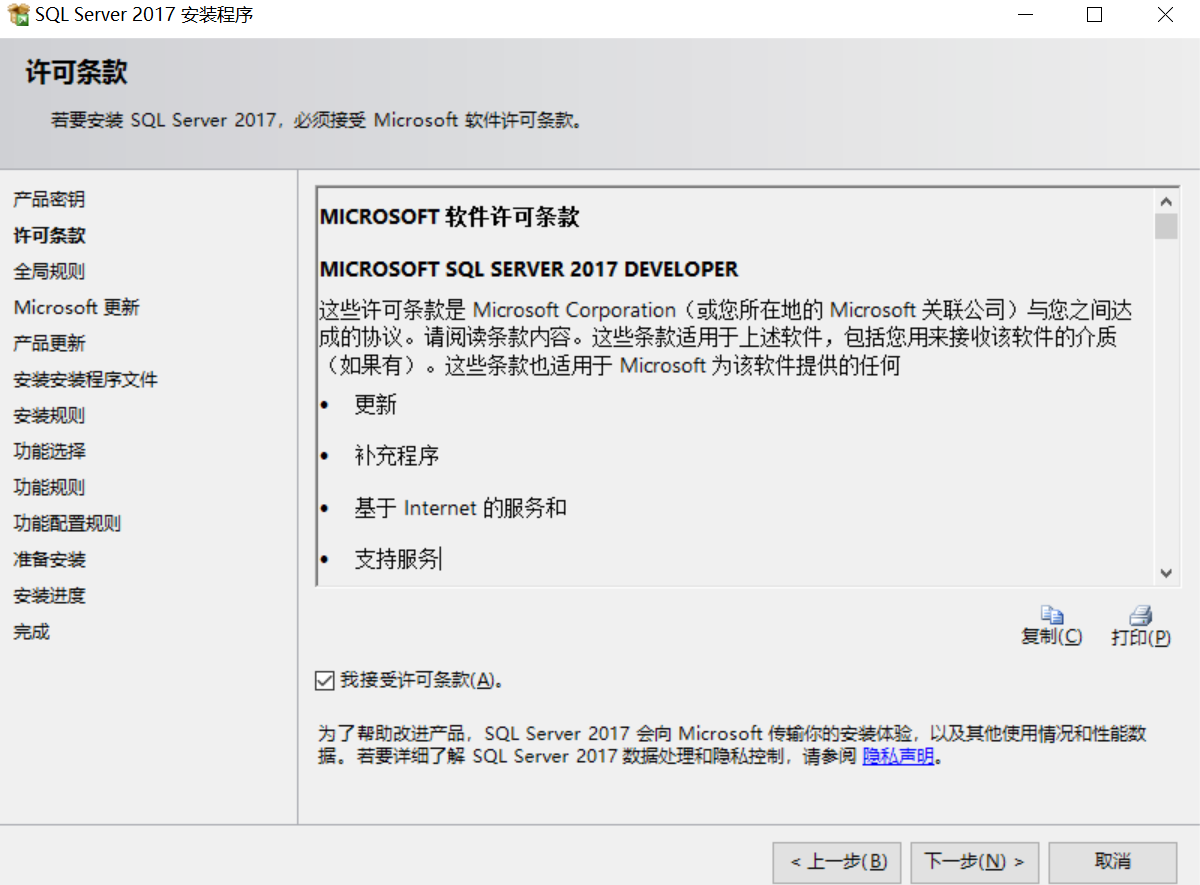 SQL Server 2017 安装程序
许可条款
若要安装 SQL Server 2017，必须接受 Microsoft 软件许可条款。
产品密钥
许可条款
全局规则
Microsoft 更新
产品更新
安装安装程序文件
安装规则
功能选择
功能规则
功能配置规则
准备安装
安装进度
完成
MICROSOFT 软件许可条款
MICROSOFT SQL SERVER 2017 DEVELOPER
这些许可条款是 Microsoft Corporation（或您所在地的 Microsoft 关联公司）与您之间达
成的协议。请阅读条款内容。这些条款适用于上述软件，包括您用来接收该软件的介质
（如果有）。这些条款也适用于 Microsoft 为该软件提供的任何
• 更新
• 补充程序
• 基于 Internet 的服务和
• 支持服务
复制(C) 打印(P)
我接受许可条款(A)。
为了帮助改进产品，SQL Server 2017 会向 Microsoft 传输你的安装体验，以及其他使用情况和性能数
据。若要详细了解 SQL Server 2017 数据处理和隐私控制，请参阅 隐私声明。
< 上一步(B) 下一步(N) > 取消